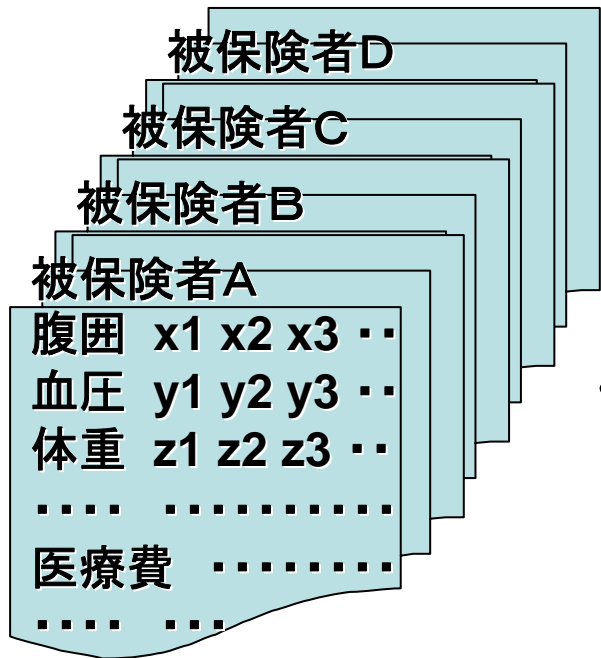 被保険者D
被保険者C
被保険者B
被保険者A
腹囲 x1 x2 x3 ‥
血圧 y1 y2 y3 ‥
体重 z1 z2 z3 ‥
‥‥ ‥‥‥‥‥
医療費 ‥‥‥‥
‥‥ ‥・